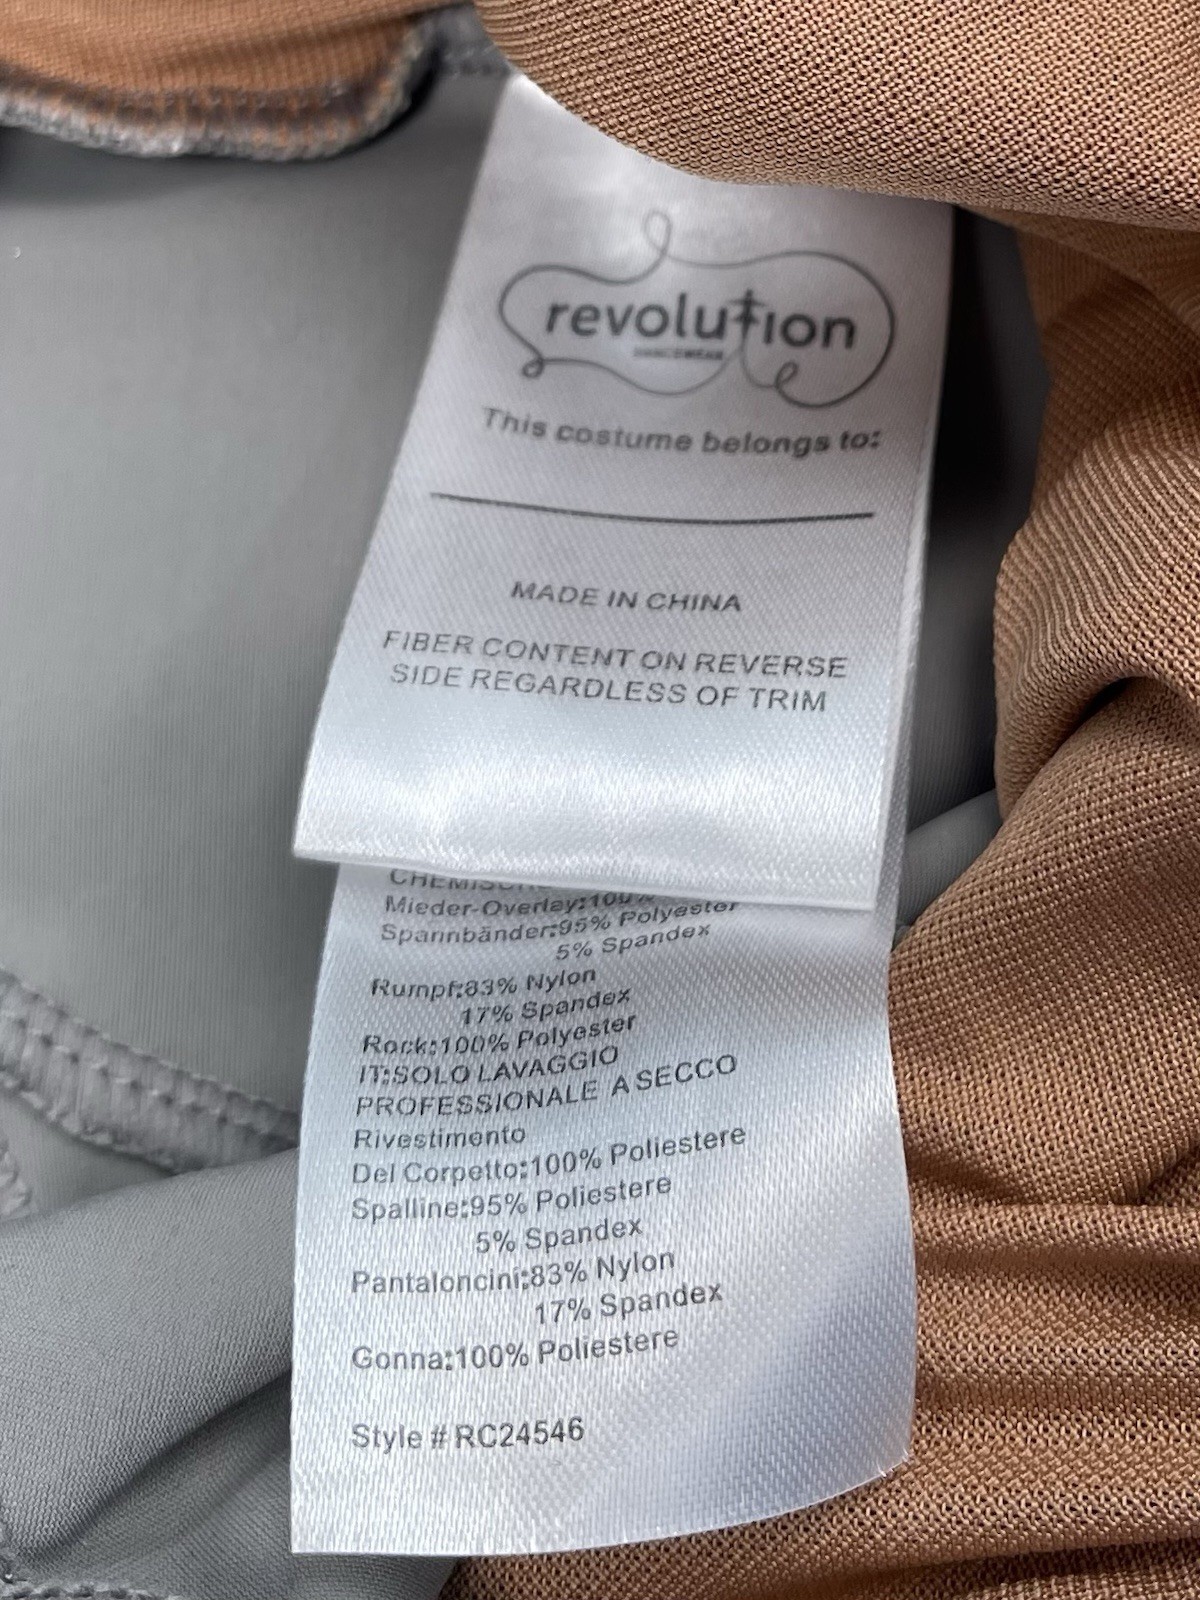 revolution
DANCEWEAR
This costume belongs to:
MADE IN CHINA
FIBER CONTENT ON REVERSE
SIDE REGARDLESS OF TRIM
Mieder-Overlay:100%
Spannbänder:95% Polyester
5% Spandex
Rumpf:83% Nylon
17% Spandex
Rock:100% Polyester
IT:SOLO LAVAGGIO
PROFESSIONALE A SECCO
Rivestimento
Del Corpetto:100% Poliestere
Spalline:95% Poliestere
5% Spandex
Pantaloncini:83% Nylon
17% Spandex
Gonna:100% Poliestere
Style # RC24546